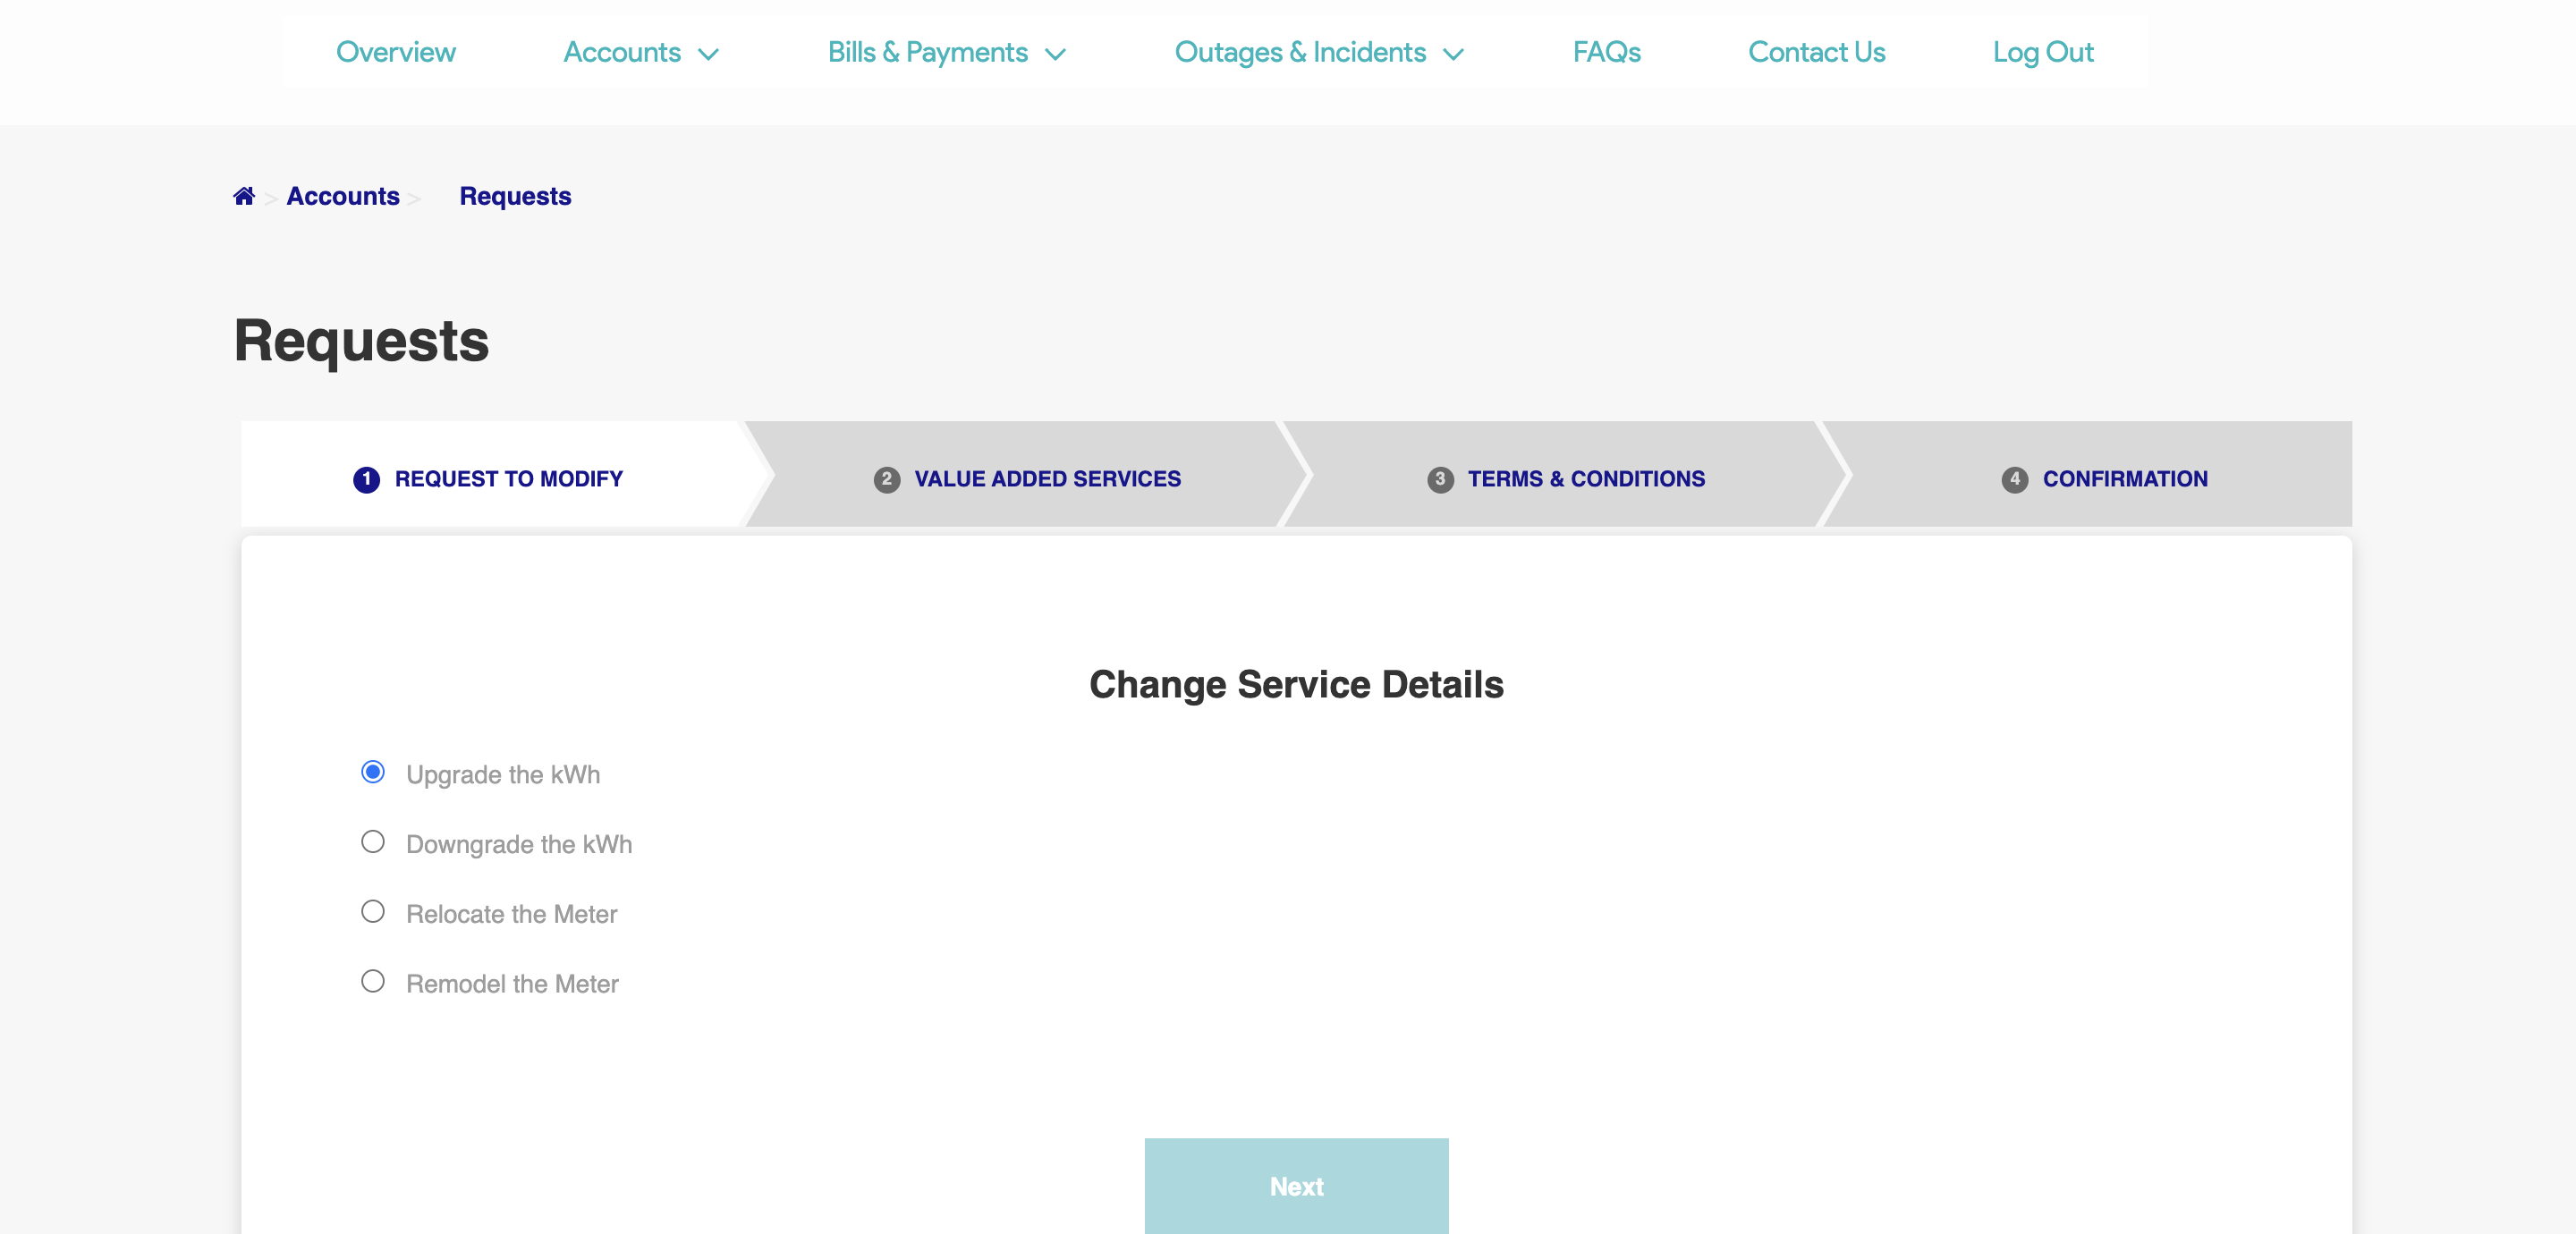 Overview Accounts Bills & Payments Outages & Incidents FAQs Contact Us Log Out
> Accounts > Requests
Requests
1 REQUEST TO MODIFY 2 VALUE ADDED SERVICES 3 TERMS & CONDITIONS 4 CONFIRMATION
Change Service Details
Upgrade the kWh
Downgrade the kWh
Relocate the Meter
Remodel the Meter
Next